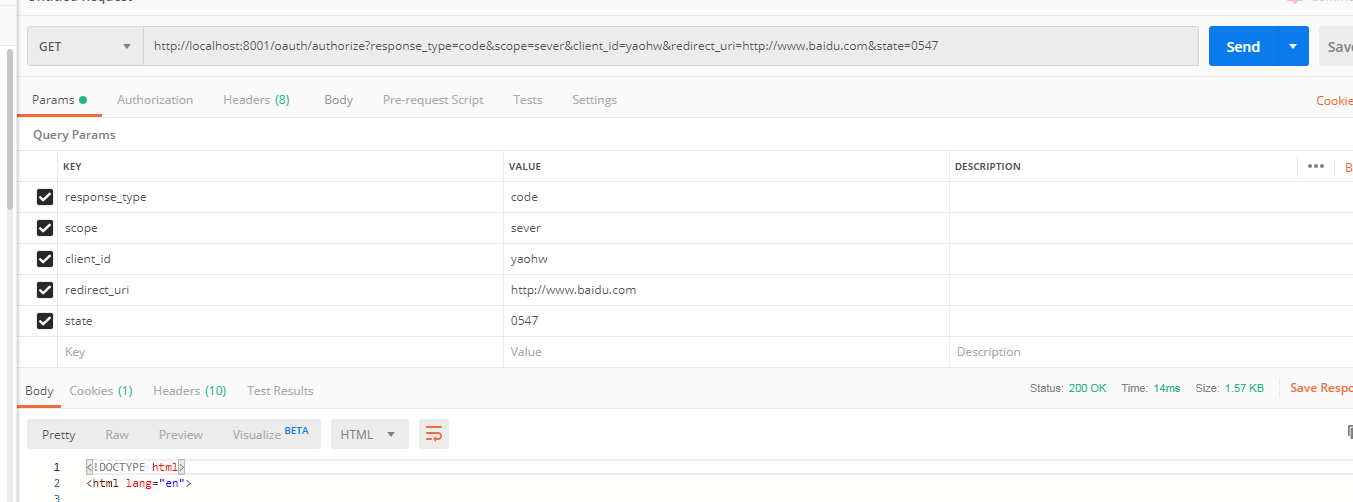 Untitled Request
GET http://localhost:8001/oauth/authorize?response_type=code&scope=sever&client_id=yaohw&redirect_uri=http://www.baidu.com&state=0547 Send Save
Params Authorization Headers (8) Body Pre-request Script Tests Settings Cookie
Query Params
KEY VALUE DESCRIPTION ••• B
response_type code
scope sever
client_id yaohw
redirect_uri http://www.baidu.com
state 0547
Key Value Description
Body Cookies (1) Headers (10) Test Results Status: 200 OK Time: 14ms Size: 1.57 KB Save Respo
Pretty Raw Preview Visualize BETA HTML
1 <!DOCTYPE html>
2 <html lang="en">
3